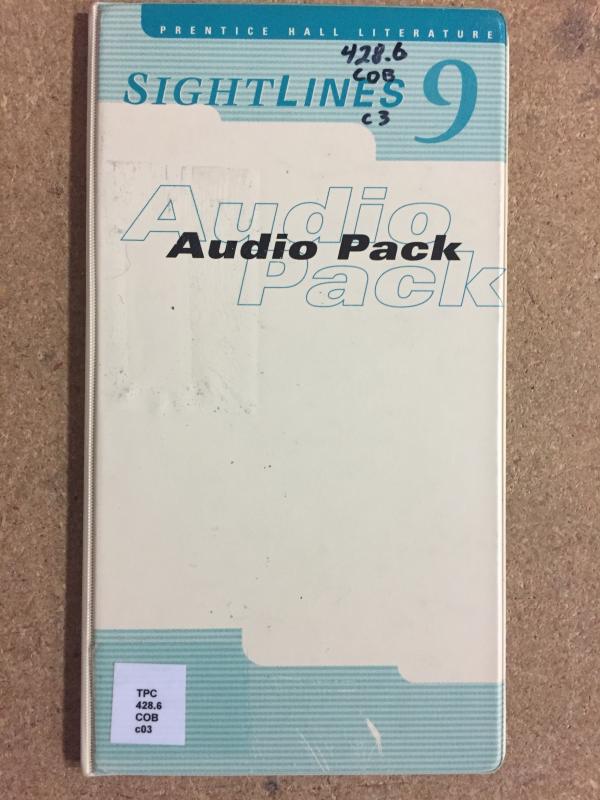 PRENTICE HALL LITERATURE
428.6
COB
SIGHTLINES 9
c3
Audio
Audio Pack
Pack
TPC
428.6
COB
c03